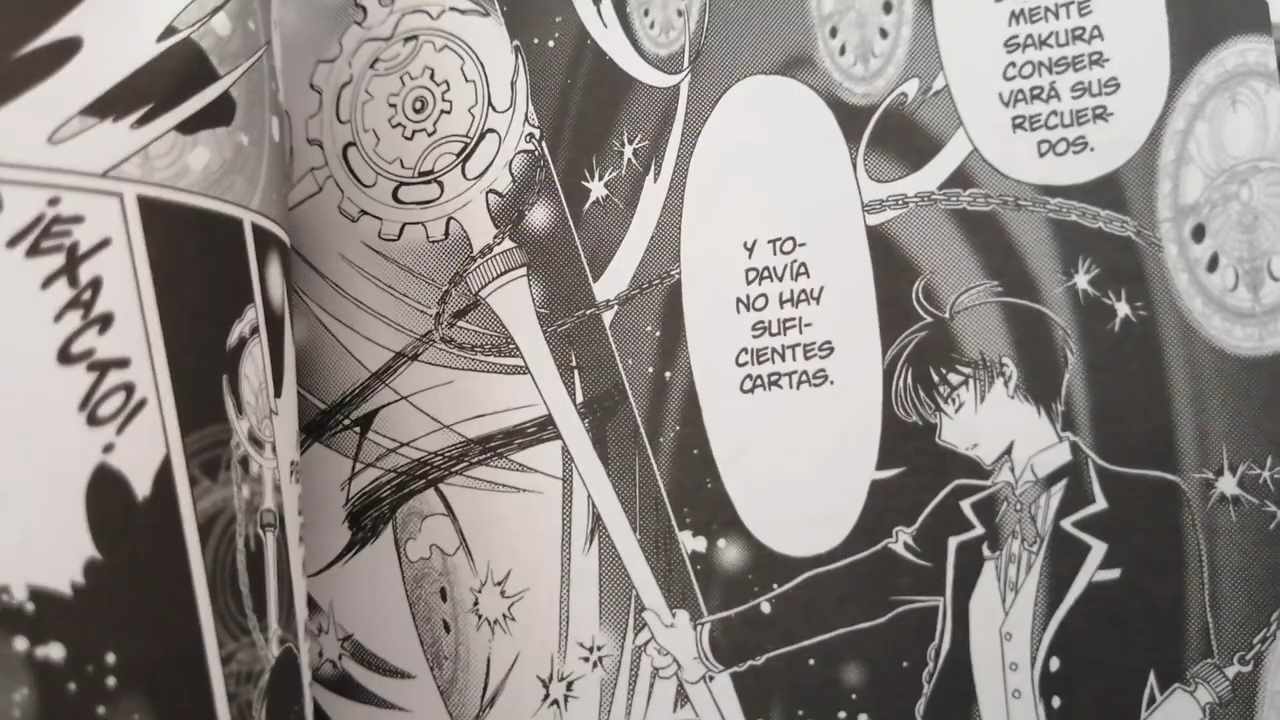 MENTE
SAKURA
CONSER-
VARÁ SUS
RECUER-
DOS.
Y TO-
DAVÍA
NO HAY
SUFI-
CIENTES
CARTAS.
¡EXACTO!